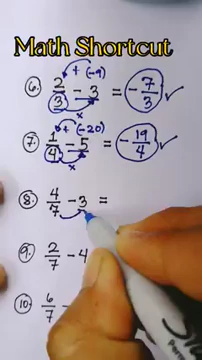 Math Shortcut
+ (-9)
6. 2/3 - 3 = -7/3 ✓
x
+ (-20)
7. 1/4 - 5 = -19/4 ✓
x
8. 4/7 - 3 =
9. 2/7 - 4
10. 6/7 -